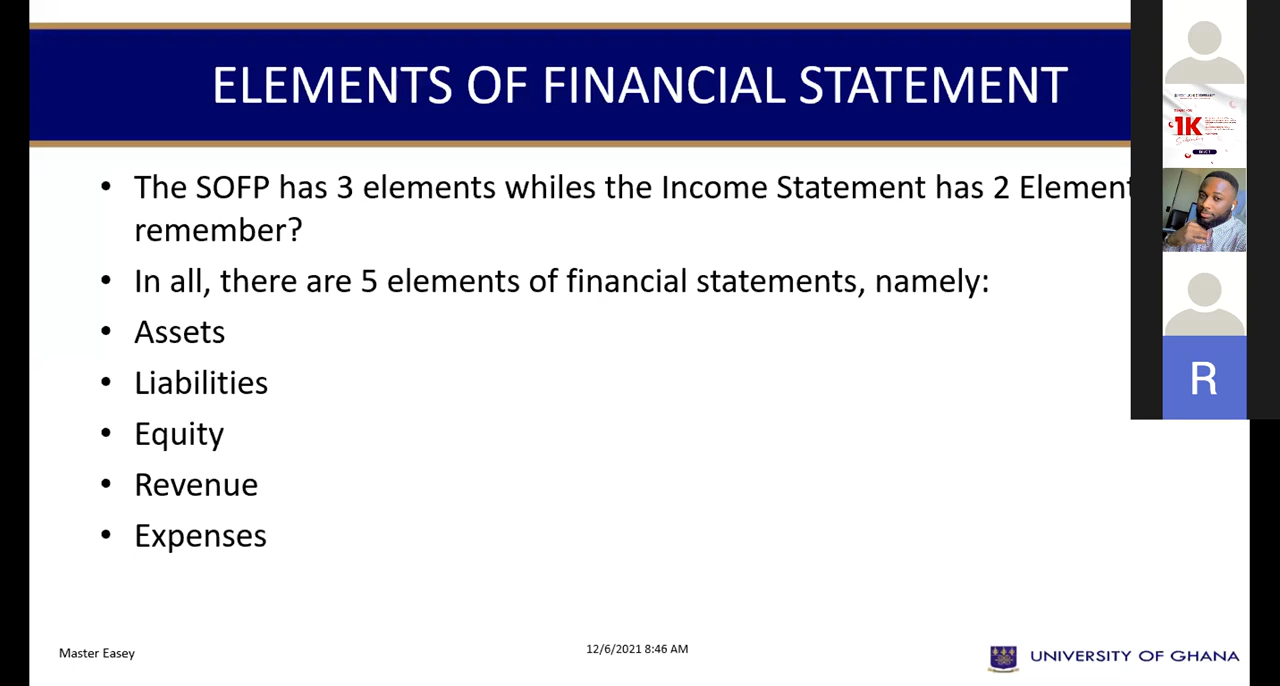 ELEMENTS OF FINANCIAL STATEMENT
• The SOFP has 3 elements whiles the Income Statement has 2 Element
remember?
• In all, there are 5 elements of financial statements, namely:
• Assets
• Liabilities
• Equity
• Revenue
• Expenses
1K
R
Master Easey
12/6/2021 8:46 AM
UNIVERSITY OF GHANA